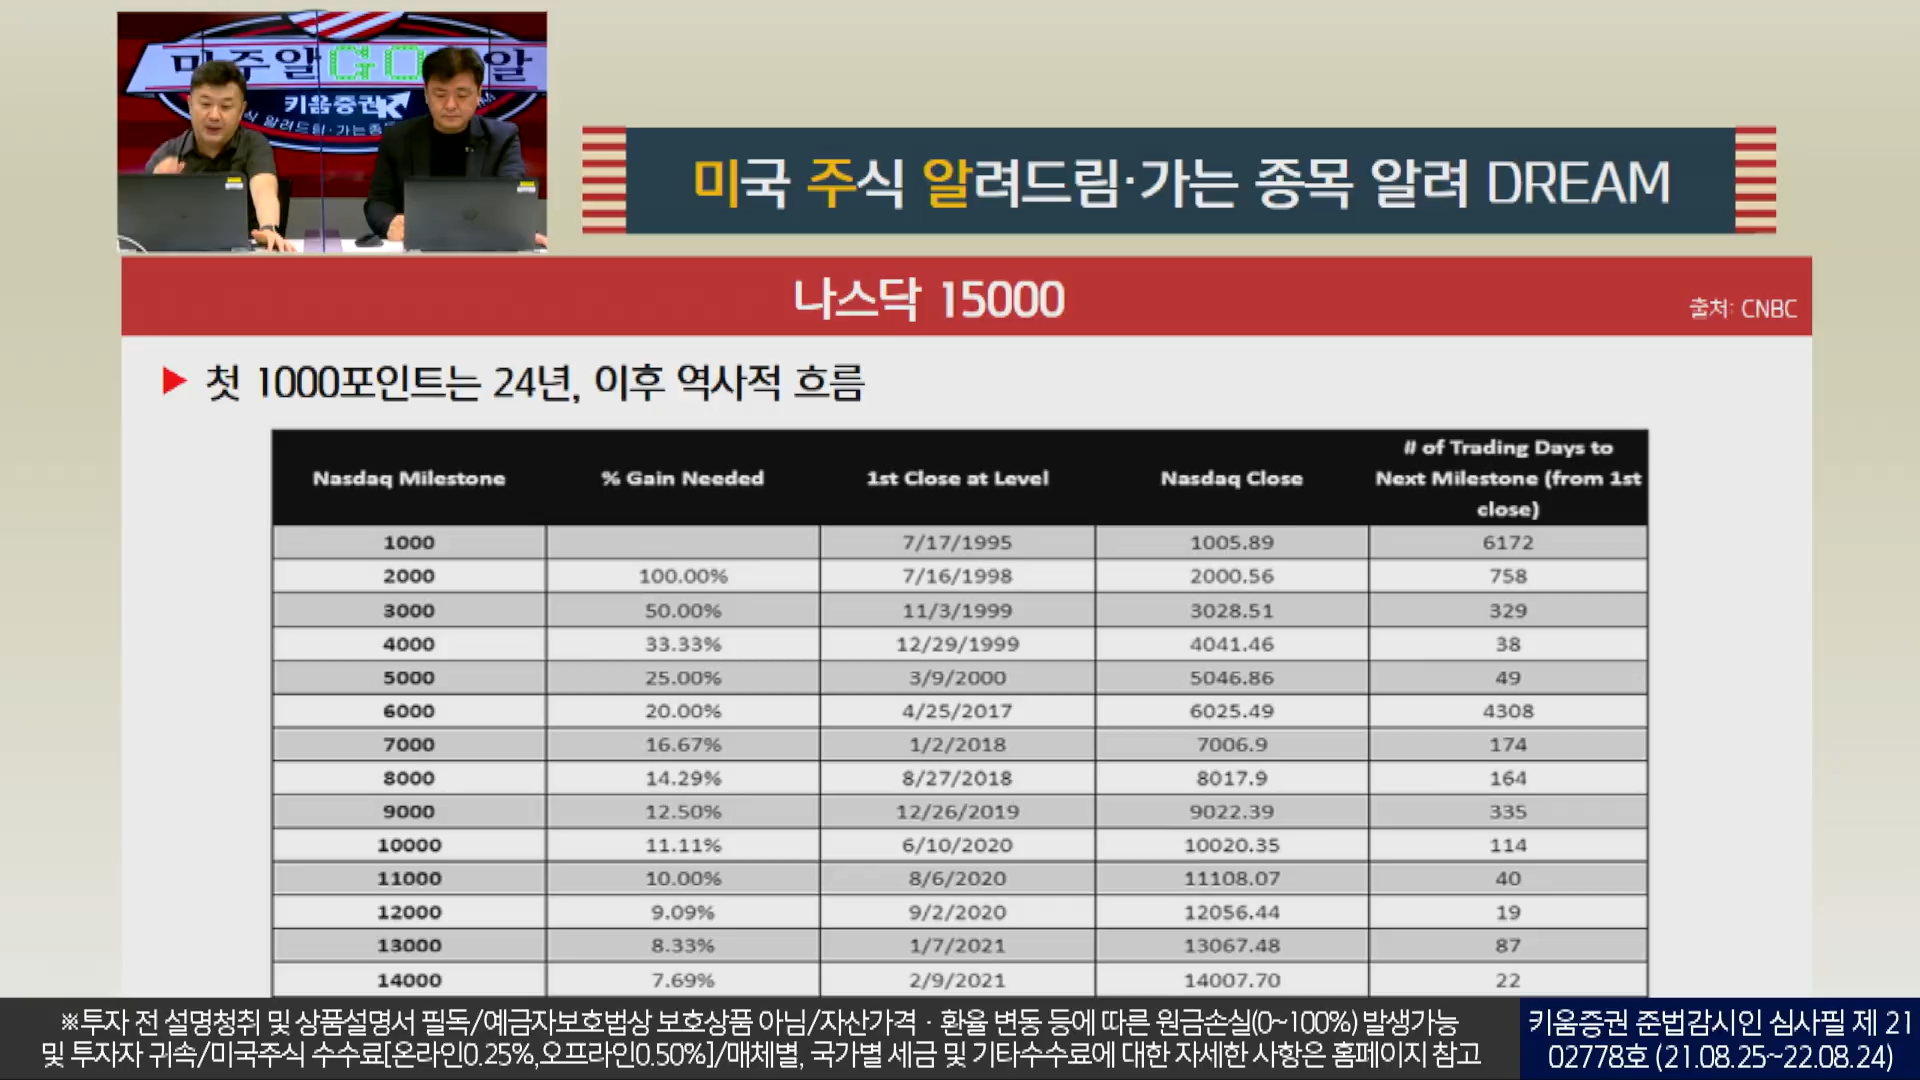 미주알GO 알
키움증권K
식 알려드림·가는종
미국 주식 알려드림·가는 종목 알려 DREAM
나스닥 15000
출처: CNBC
▶ 첫 1000포인트는 24년, 이후 역사적 흐름
Nasdaq Milestone % Gain Needed 1st Close at Level Nasdaq Close # of Trading Days to Next Milestone (from 1st close)
1000 7/17/1995 1005.89 6172
2000 100.00% 7/16/1998 2000.56 758
3000 50.00% 11/3/1999 3028.51 329
4000 33.33% 12/29/1999 4041.46 38
5000 25.00% 3/9/2000 5046.86 49
6000 20.00% 4/25/2017 6025.49 4308
7000 16.67% 1/2/2018 7006.9 174
8000 14.29% 8/27/2018 8017.9 164
9000 12.50% 12/26/2019 9022.39 335
10000 11.11% 6/10/2020 10020.35 114
11000 10.00% 8/6/2020 11108.07 40
12000 9.09% 9/2/2020 12056.44 19
13000 8.33% 1/7/2021 13067.48 87
14000 7.69% 2/9/2021 14007.70 22
※투자 전 설명청취 및 상품설명서 필독/예금자보호법상 보호상품 아님/자산가격·환율 변동 등에 따른 원금손실(0~100%) 발생가능
및 투자자 귀속/미국주식 수수료[온라인0.25%,오프라인0.50%]/매체별, 국가별 세금 및 기타수수료에 대한 자세한 사항은 홈페이지 참고
키움증권 준법감시인 심사필 제 21
02778호 (21.08.25~22.08.24)